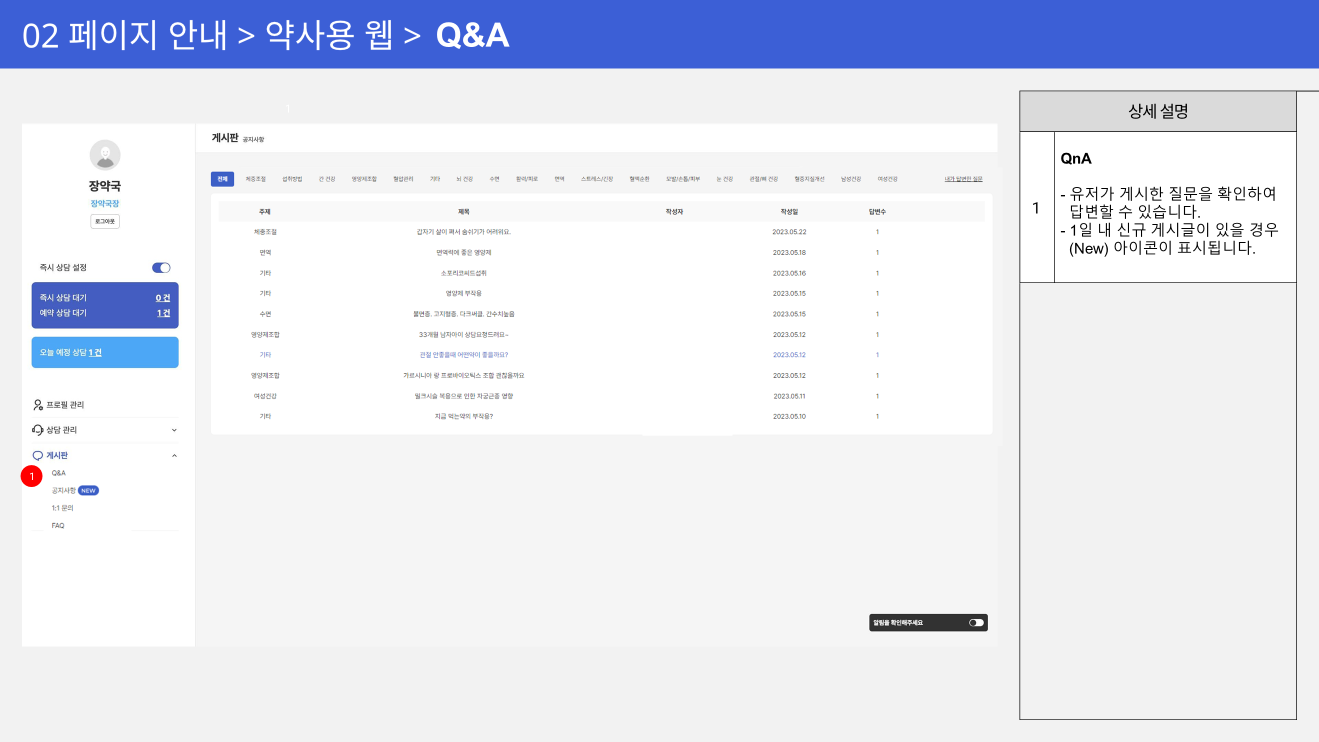 02 페이지 안내 > 약사용 웹 > Q&A
1
장약국
장약국장
로그아웃
즉시 상담 설정
즉시 상담 대기 0 건
예약 상담 대기 1 건
오늘 예정 상담 1 건
프로필 관리
상담 관리
게시판
1
Q&A
공지사항 NEW
1:1 문의
FAQ
게시판 공지사항
전체 체중조절 섭취방법 간 건강 영양제조합 혈압관리 기타 뇌 건강 수면 활력/피로 면역 스트레스/긴장 혈액순환 모발/손톱/피부 눈 건강 관절/뼈 건강 혈중지질개선 남성건강 여성건강 내가 답변한 질문
주제 제목 작성자 작성일 답변수
체중조절 갑자기 살이 쪄서 숨쉬기가 어려워요. 2023.05.22 1
면역 면역력에 좋은 영양제 2023.05.18 1
기타 소포리코씨드섭취 2023.05.16 1
기타 영양제 부작용 2023.05.15 1
수면 불면증, 고지혈증, 다크써클, 간수치높음 2023.05.15 1
영양제조합 33개월 남자아이 상담요청드려요~ 2023.05.12 1
기타 관절 안좋을때 어떤약이 좋을까요? 2023.05.12 1
영양제조합 가르시니아 랑 프로바이오틱스 조합 괜찮을까요 2023.05.12 1
여성건강 밀크시슬 복용으로 인한 자궁근종 영향 2023.05.11 1
기타 지금 먹는약의 부작용? 2023.05.10 1
알림을 확인해주세요
상세 설명
1
QnA
- 유저가 게시한 질문을 확인하여
답변할 수 있습니다.
- 1일 내 신규 게시글이 있을 경우
(New) 아이콘이 표시됩니다.